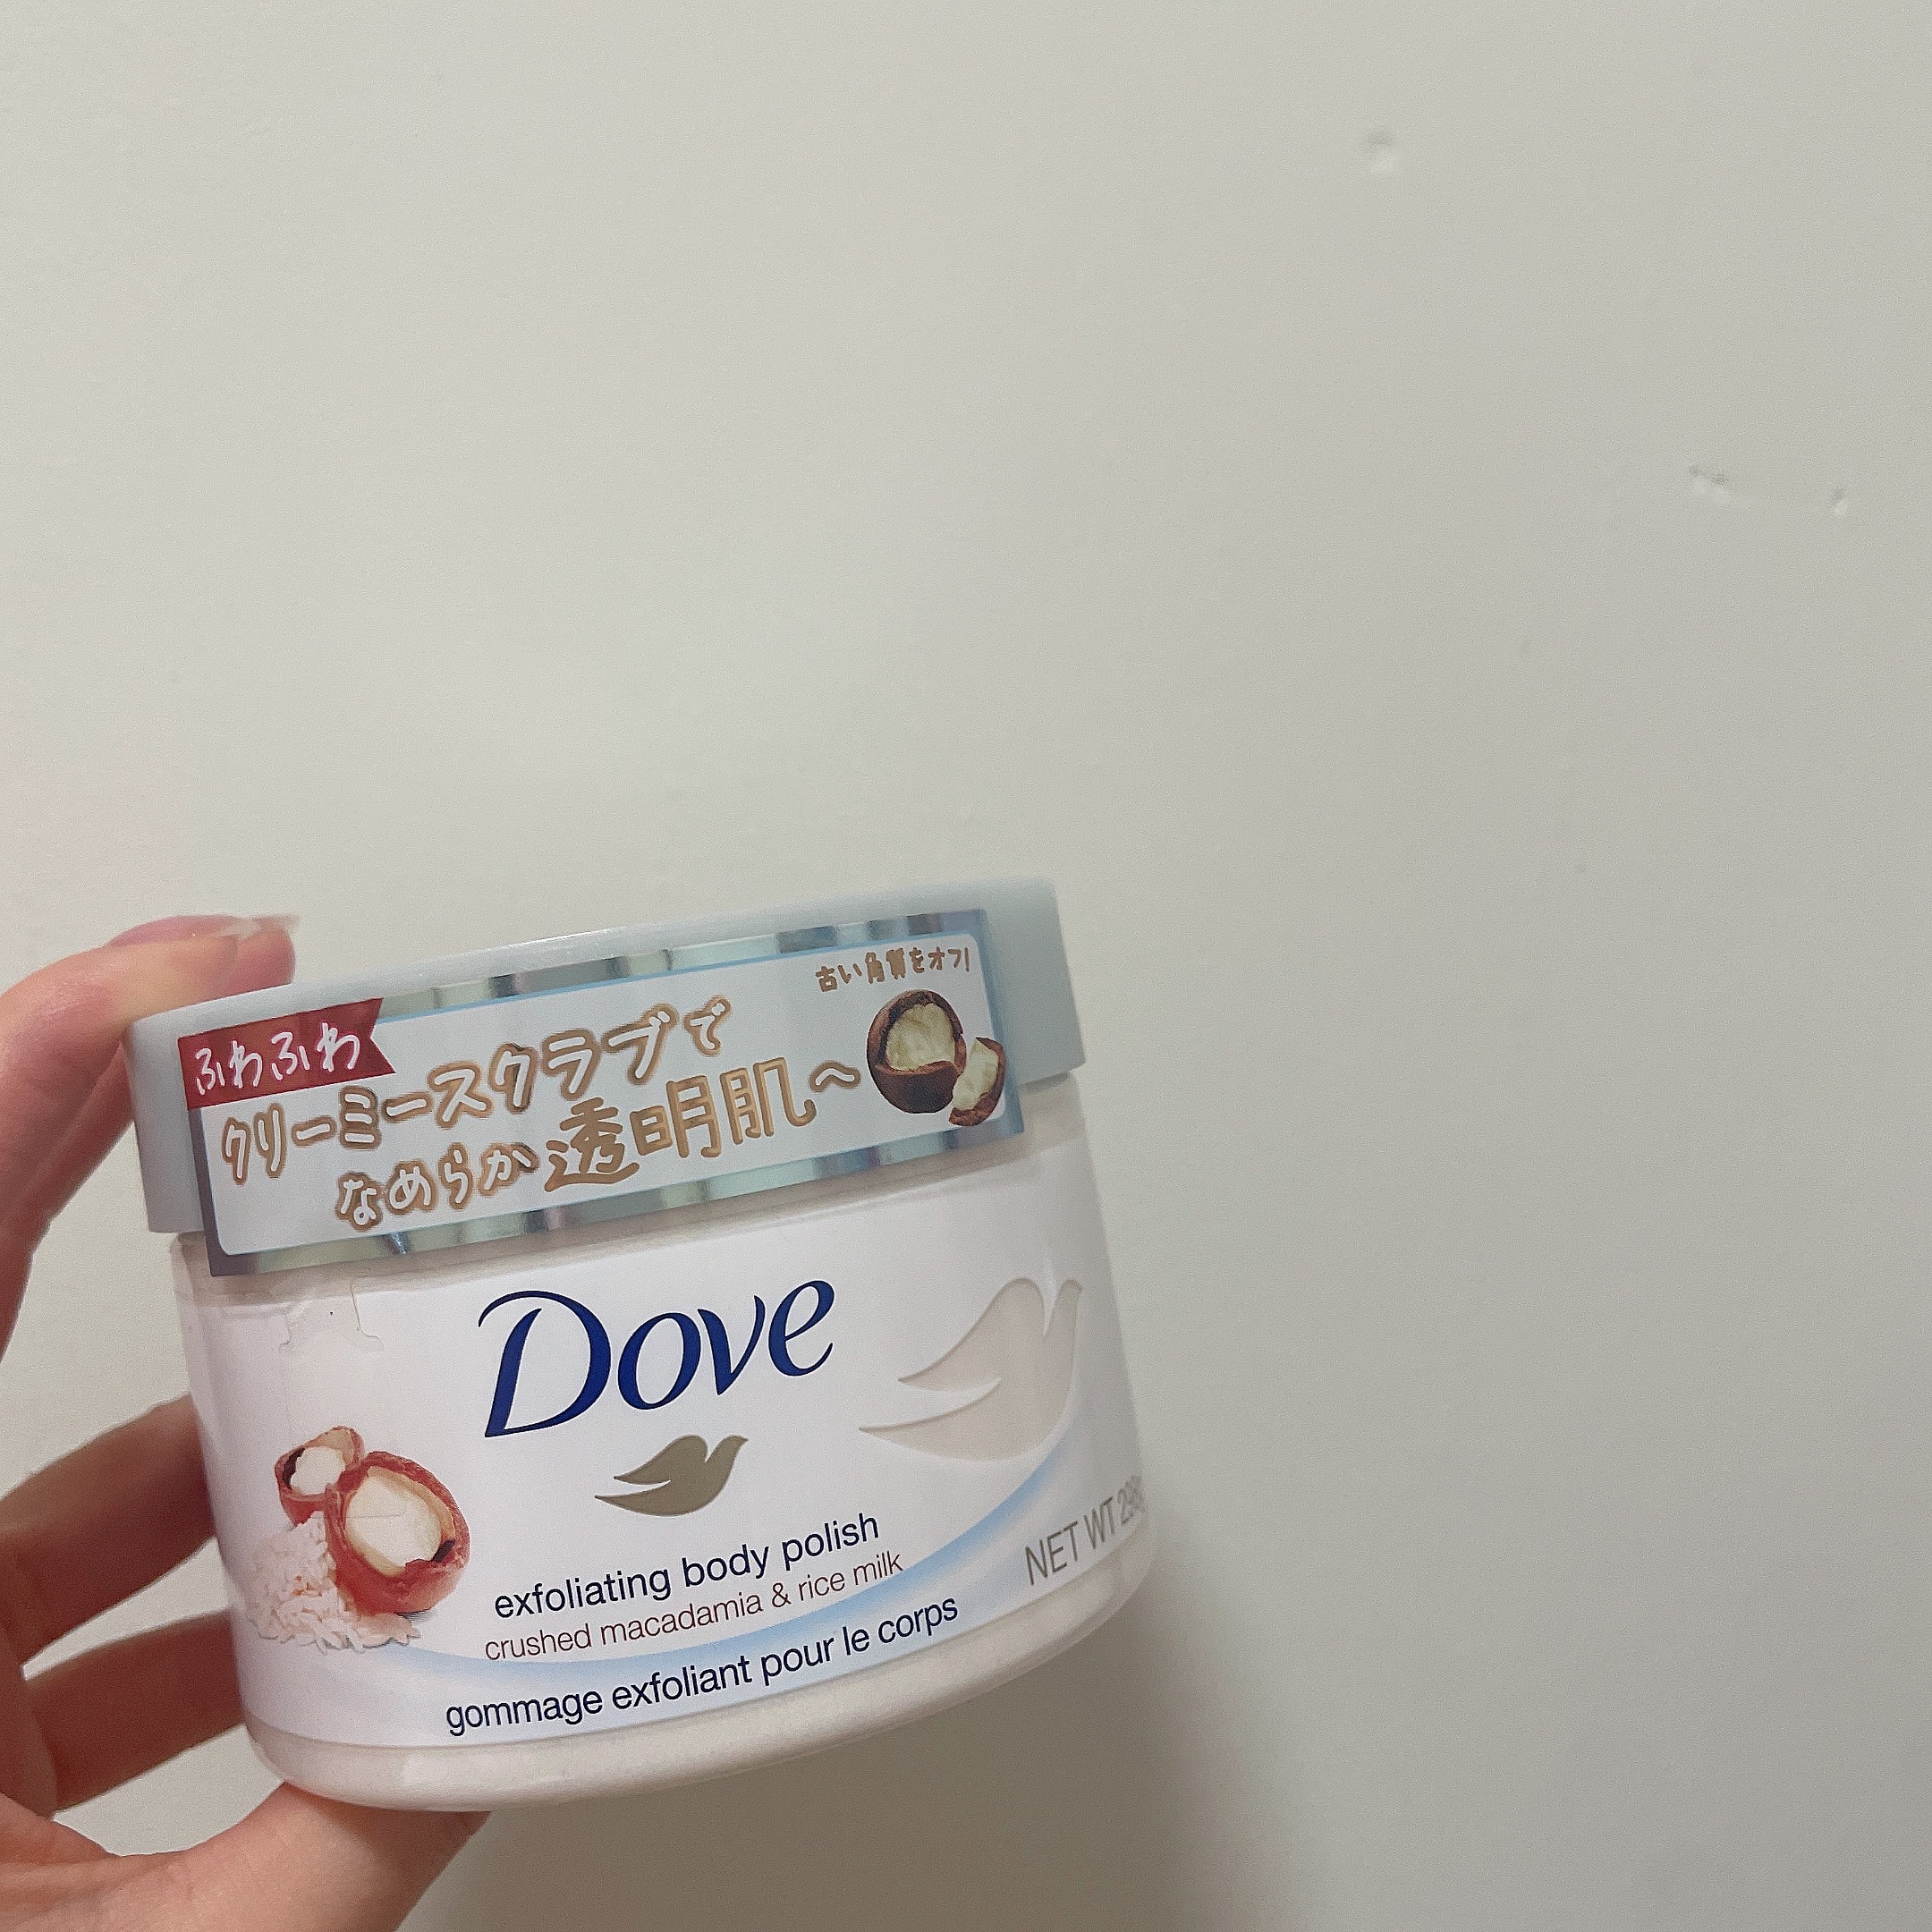 古い角質をオフ!
ふわふわ
クリーミースクラブで
なめらか透明肌〜
Dove
exfoliating body polish
crushed macadamia & rice milk
gommage exfoliant pour le corps
NET WT